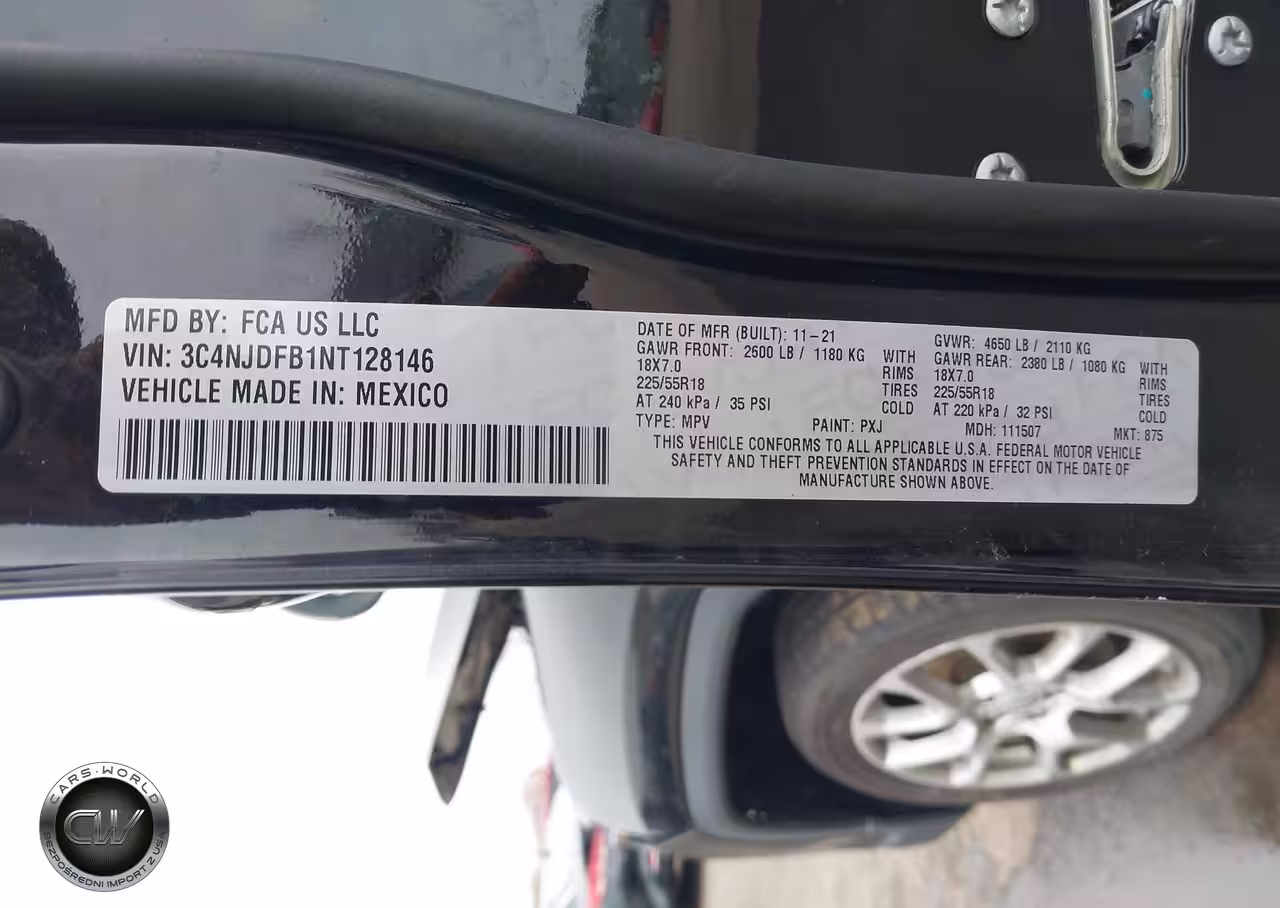 MFD BY: FCA US LLC
VIN: 3C4NJDFB1NT128146
VEHICLE MADE IN: MEXICO
DATE OF MFR (BUILT): 11-21
GVWR: 4650 LB / 2110 KG
GAWR FRONT: 2600 LB / 1180 KG WITH
GAWR REAR: 2380 LB / 1080 KG WITH
18X7.0 RIMS
18X7.0 RIMS
225/55R18 TIRES
225/55R18 TIRES
AT 240 kPa / 35 PSI COLD
AT 220 kPa / 32 PSI COLD
TYPE: MPV PAINT: PXJ MDH: 111507 MKT: 875
THIS VEHICLE CONFORMS TO ALL APPLICABLE U.S.A. FEDERAL MOTOR VEHICLE
SAFETY AND THEFT PREVENTION STANDARDS IN EFFECT ON THE DATE OF
MANUFACTURE SHOWN ABOVE.
CARS-WORLD
CW
BEZPOŚREDNI IMPORT Z USA